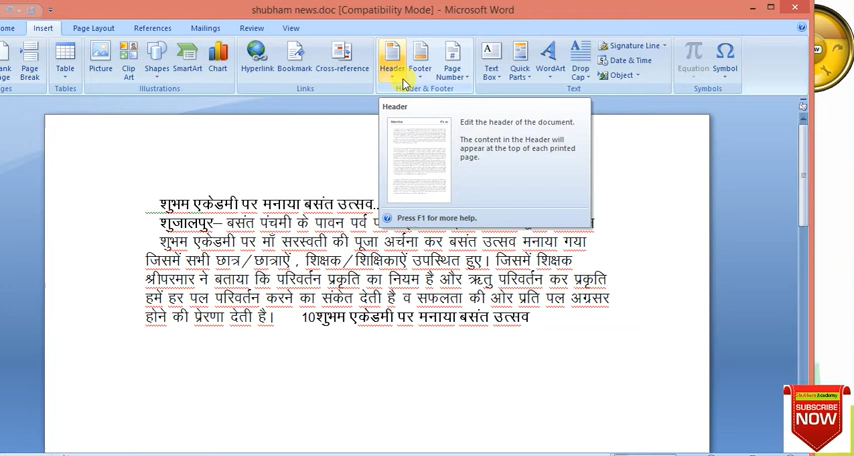 shubham news.doc [Compatibility Mode] - Microsoft Word
ome Insert Page Layout References Mailings Review View
Page Break Table Picture Clip Art Shapes SmartArt Chart Hyperlink Bookmark Cross-reference Header Footer Page Number Text Box Quick Parts WordArt Drop Cap Signature Line Date & Time Object Equation Symbol
Tables Illustrations Links Header & Footer Text Symbols
Header
Edit the header of the document.
The content in the Header will
appear at the top of each printed
page.
Press F1 for more help.
शुभम एकेडमी पर मनाया बसंत उत्सव..
शुजालपुर– बसंत पंचमी के पावन पर्व
शुभम एकेडमी पर माँ सरस्वती की पूजा अर्चना कर बसंत उत्सव मनाया गया
जिसमें सभी छात्र/छात्राऐं , शिक्षक/शिक्षिकाऐं उपस्थित हुए। जिसमें शिक्षक
श्रीपरमार ने बताया कि परिवर्तन प्रकृति का नियम है और ऋतु परिवर्तन कर प्रकृति
हमें हर पल परिवर्तन करने का संकेत देती है व सफलता की ओर प्रति पल अग्रसर
होने की प्रेरणा देती है। 10शुभम एकेडमी पर मनाया बसंत उत्सव
Academy
SUBSCRIBE
NOW